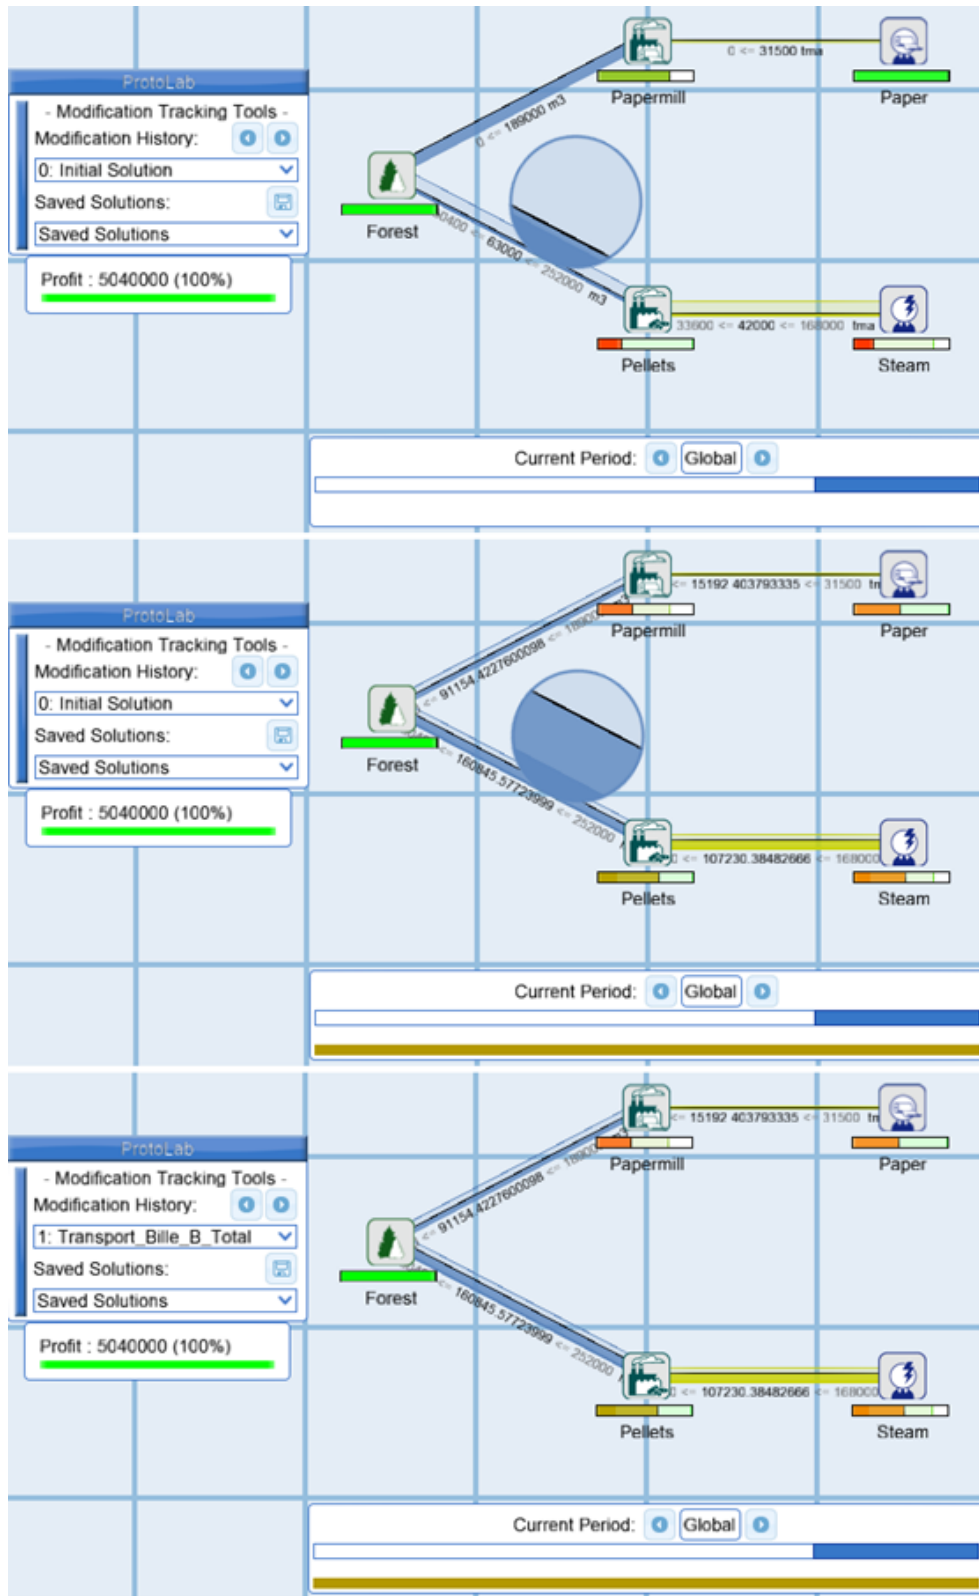 0 <= 31500 tma
Papermill
Paper
ProtoLab
- Modification Tracking Tools -
Modification History:
0: Initial Solution
Saved Solutions:
Saved Solutions
Profit : 5040000 (100%)
0 <= 189000 m3
Forest
<= 63000 <= 252000 m3
33600 <= 42000 <= 168000 tma
Pellets
Steam
Current Period: Global
<= 15192.403793335 <= 31500
Papermill
Paper
ProtoLab
- Modification Tracking Tools -
Modification History:
0: Initial Solution
Saved Solutions:
Saved Solutions
Profit : 5040000 (100%)
<= 91154.4227600098 <=
Forest
<= 160845.57723999 <= 252000
<= 107230.38482666 <= 168000
Pellets
Steam
Current Period: Global
<= 15192.403793335 <= 31500
Papermill
Paper
ProtoLab
- Modification Tracking Tools -
Modification History:
1: Transport_Bille_B_Total
Saved Solutions:
Saved Solutions
Profit : 5040000 (100%)
<= 91154.4227600098 <=
Forest
<= 160845.57723999 <= 252000
<= 107230.38482666 <= 168000
Pellets
Steam
Current Period: Global